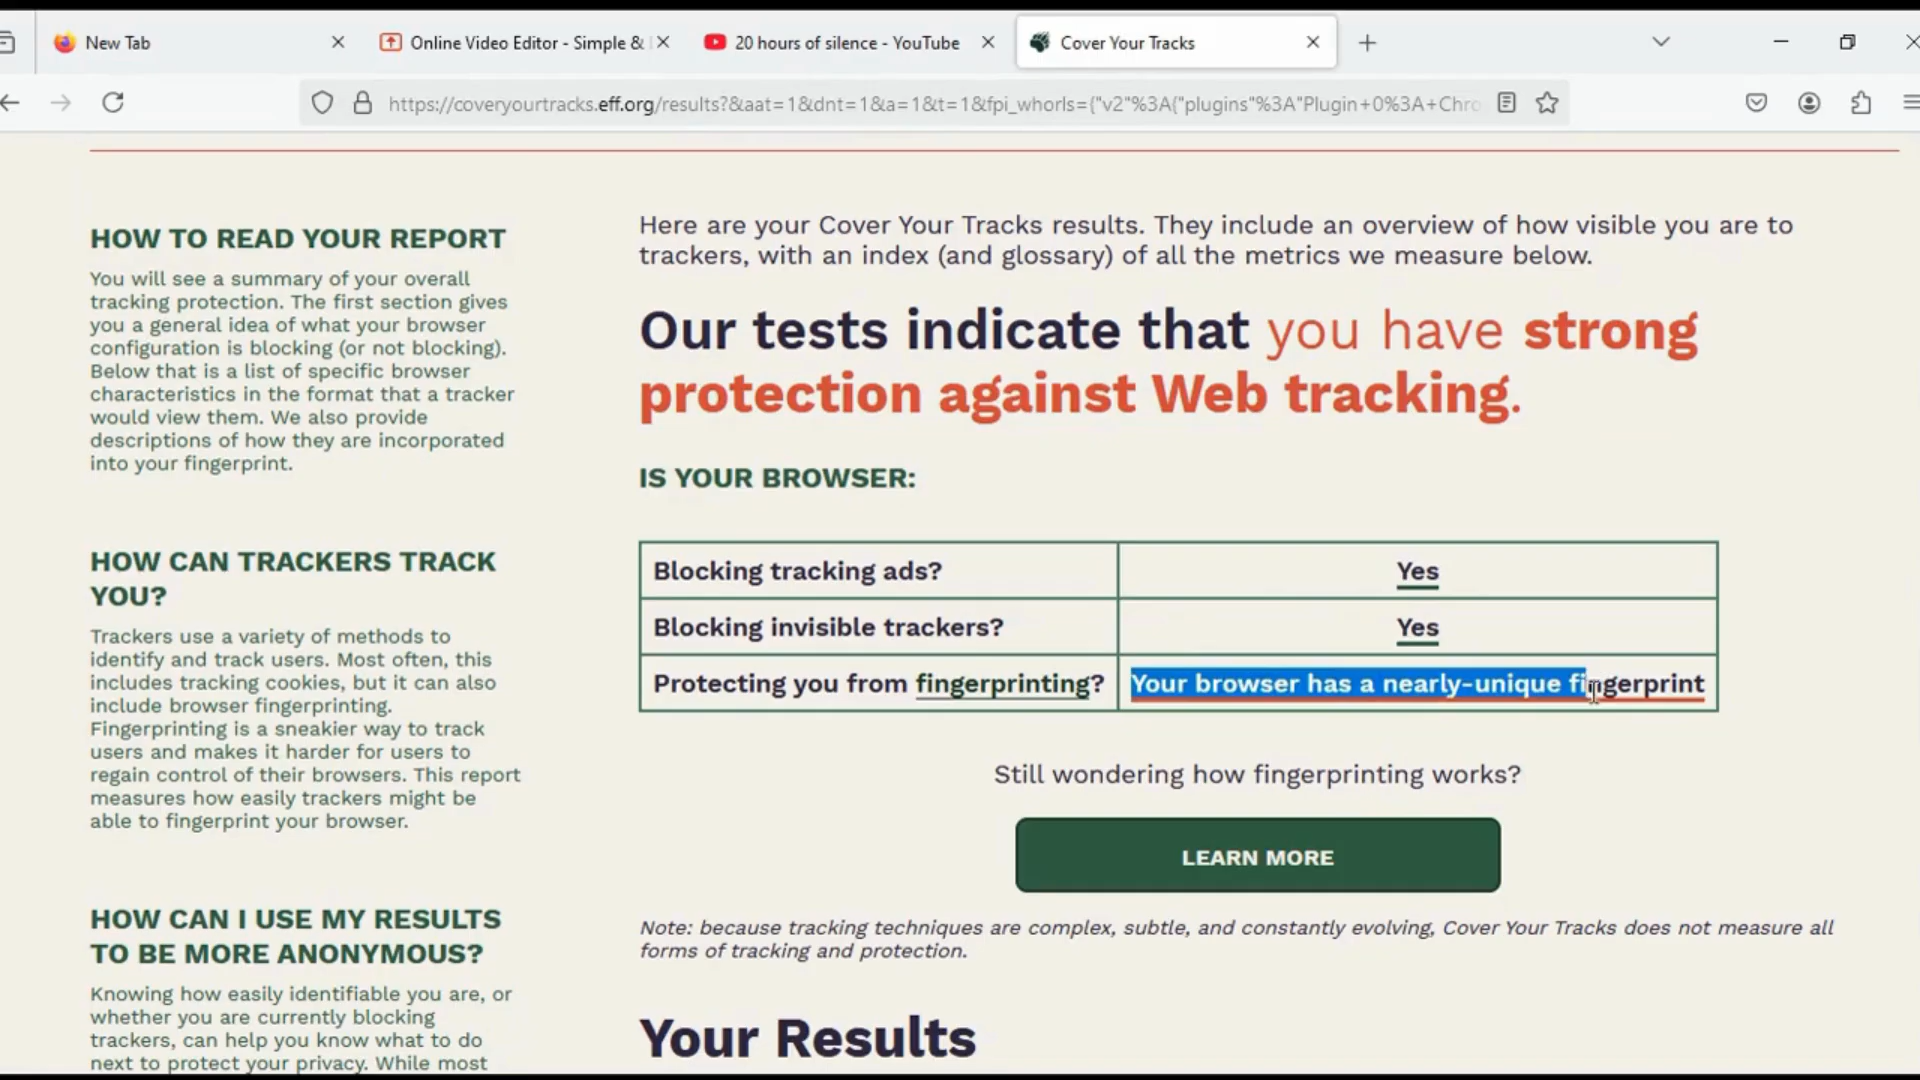 New Tab
Online Video Editor - Simple &
20 hours of silence - YouTube
Cover Your Tracks
https://coveryourtracks.eff.org/results?&aat=1&dnt=1&a=1&t=1&fpi_whorls={"v2"%3A{"plugins"%3A"Plugin+0%3A+Chro
HOW TO READ YOUR REPORT
You will see a summary of your overall
tracking protection. The first section gives
you a general idea of what your browser
configuration is blocking (or not blocking).
Below that is a list of specific browser
characteristics in the format that a tracker
would view them. We also provide
descriptions of how they are incorporated
into your fingerprint.
HOW CAN TRACKERS TRACK
YOU?
Trackers use a variety of methods to
identify and track users. Most often, this
includes tracking cookies, but it can also
include browser fingerprinting.
Fingerprinting is a sneakier way to track
users and makes it harder for users to
regain control of their browsers. This report
measures how easily trackers might be
able to fingerprint your browser.
HOW CAN I USE MY RESULTS
TO BE MORE ANONYMOUS?
Knowing how easily identifiable you are, or
whether you are currently blocking
trackers, can help you know what to do
next to protect your privacy. While most
Here are your Cover Your Tracks results. They include an overview of how visible you are to
trackers, with an index (and glossary) of all the metrics we measure below.
Our tests indicate that you have strong
protection against Web tracking.
IS YOUR BROWSER:
Blocking tracking ads? Yes
Blocking invisible trackers? Yes
Protecting you from fingerprinting? Your browser has a nearly-unique fingerprint
Still wondering how fingerprinting works?
LEARN MORE
Note: because tracking techniques are complex, subtle, and constantly evolving, Cover Your Tracks does not measure all
forms of tracking and protection.
Your Results